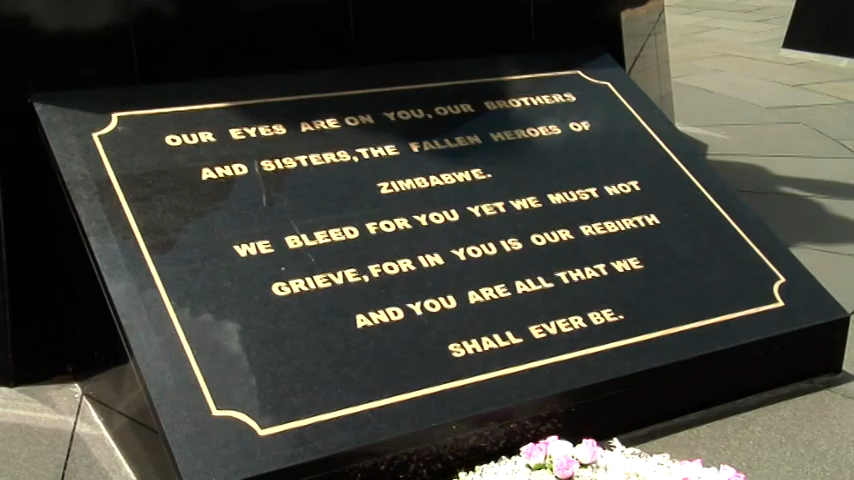 OUR EYES ARE ON YOU, OUR BROTHERS
AND SISTERS, THE FALLEN HEROES OF
ZIMBABWE.
WE BLEED FOR YOU YET WE MUST NOT
GRIEVE, FOR IN YOU IS OUR REBIRTH
AND YOU ARE ALL THAT WE
SHALL EVER BE.